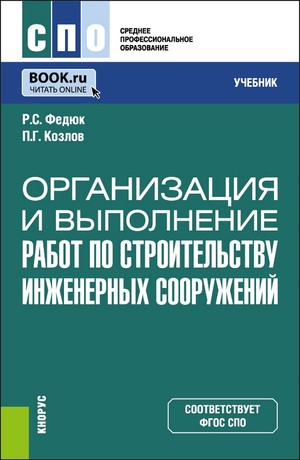 СПО
СРЕДНЕЕ
ПРОФЕССИОНАЛЬНОЕ
ОБРАЗОВАНИЕ
BOOK.ru
ЧИТАТЬ ONLINE
УЧЕБНИК
Р.С. Федюк
П.Г. Козлов
ОРГАНИЗАЦИЯ
И ВЫПОЛНЕНИЕ
РАБОТ ПО СТРОИТЕЛЬСТВУ
ИНЖЕНЕРНЫХ СООРУЖЕНИЙ
КНОРУС
СООТВЕТСТВУЕТ
ФГОС СПО